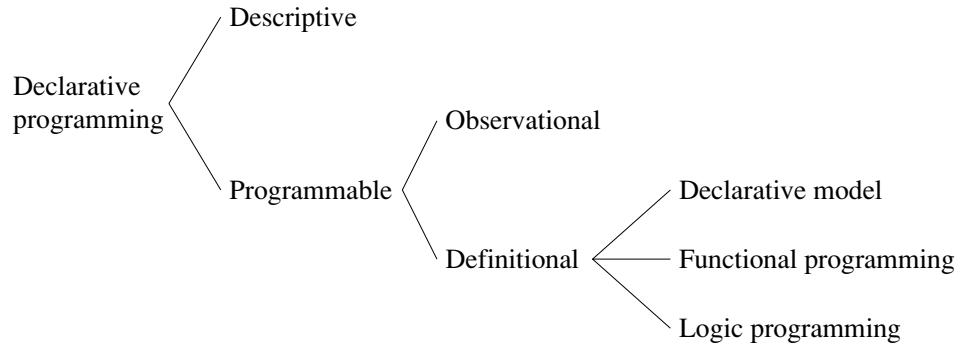 Descriptive
Declarative
programming
Observational
Programmable
Declarative model
Definitional
Functional programming
Logic programming